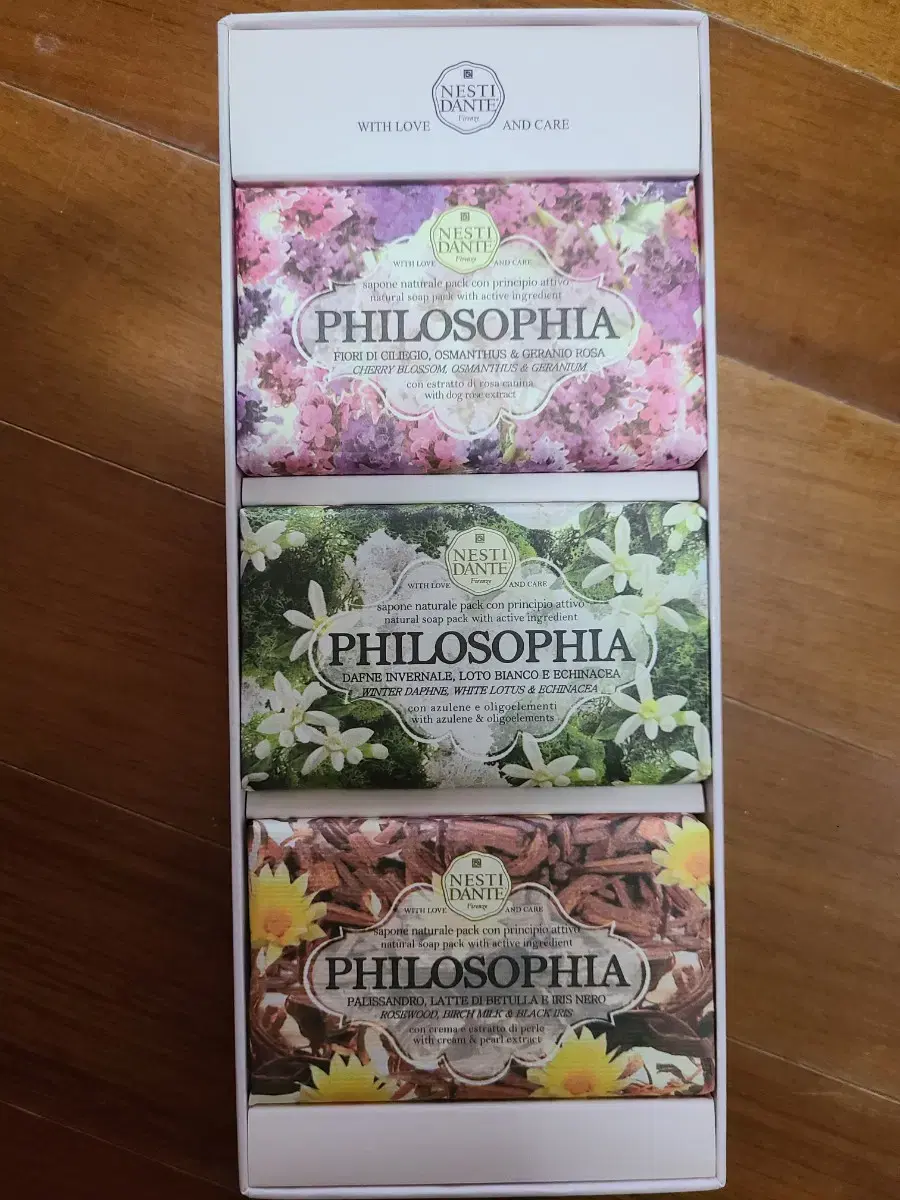 NESTI
DANTE
Firenze
WITH LOVE AND CARE
NESTI
DANTE
Firenze
WITH LOVE AND CARE
sapone naturale pack con principio attivo
natural soap pack with active ingredient
PHILOSOPHIA
FIORI DI CILIEGIO, OSMANTHUS & GERANIO ROSA
CHERRY BLOSSOM, OSMANTHUS & GERANIUM
con estratto di rosa canina
with dog rose extract
NESTI
DANTE
Firenze
WITH LOVE AND CARE
sapone naturale pack con principio attivo
natural soap pack with active ingredient
PHILOSOPHIA
DAFNE INVERNALE, LOTO BIANCO E ECHINACEA
WINTER DAPHNE, WHITE LOTUS & ECHINACEA
con azulene e oligoelementi
with azulene & oligoelements
NESTI
DANTE
Firenze
WITH LOVE AND CARE
sapone naturale pack con principio attivo
natural soap pack with active ingredient
PHILOSOPHIA
PALISSANDRO, LATTE DI BETULLA E IRIS NERO
ROSEWOOD, BIRCH MILK & BLACK IRIS
con crema e estratto di perle
with cream & pearl extract